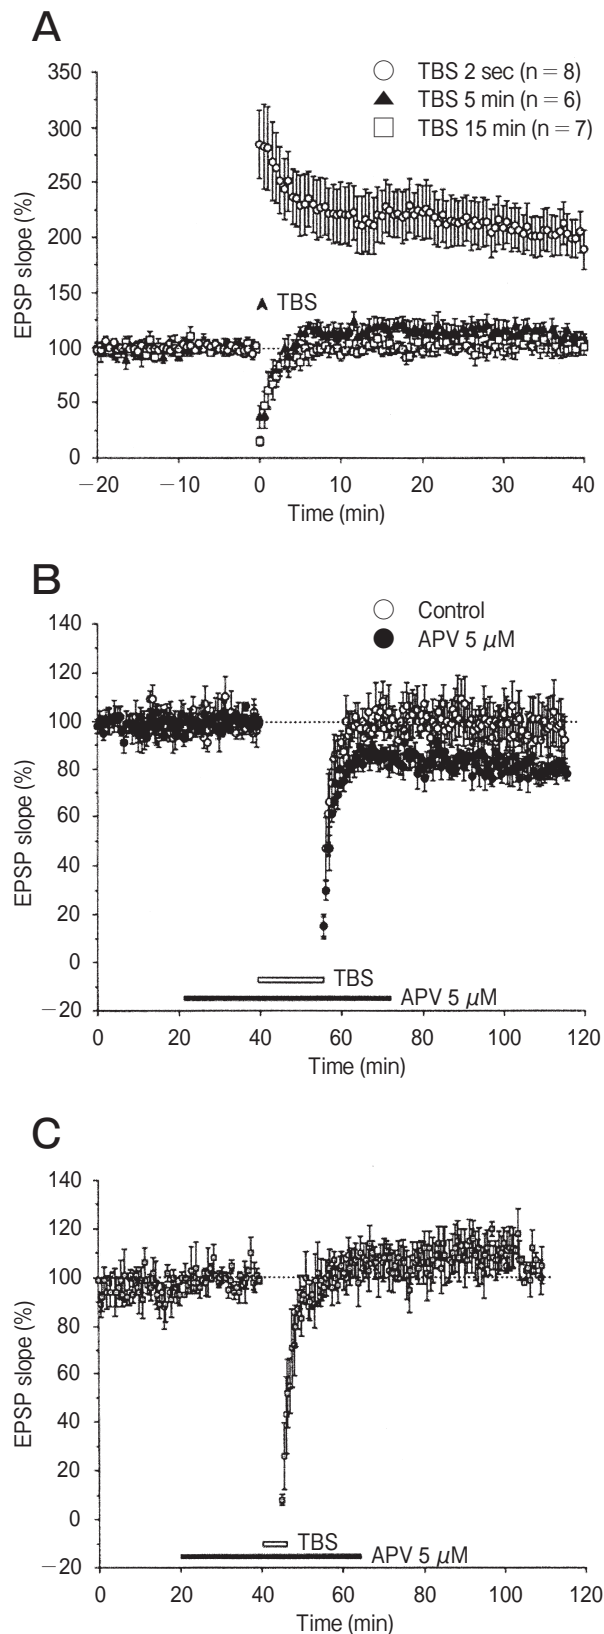 A
○ TBS 2 sec (n = 8)
▲ TBS 5 min (n = 6)
□ TBS 15 min (n = 7)
350
300
250
200
150
100
50
0
EPSP slope (%)
TBS
−20 −10 0 10 20 30 40
Time (min)
B
○ Control
● APV 5 µM
140
120
100
80
60
40
20
0
−20
EPSP slope (%)
TBS
APV 5 µM
0 20 40 60 80 100 120
Time (min)
C
140
120
100
80
60
40
20
0
−20
EPSP slope (%)
TBS
APV 5 µM
0 20 40 60 80 100 120
Time (min)